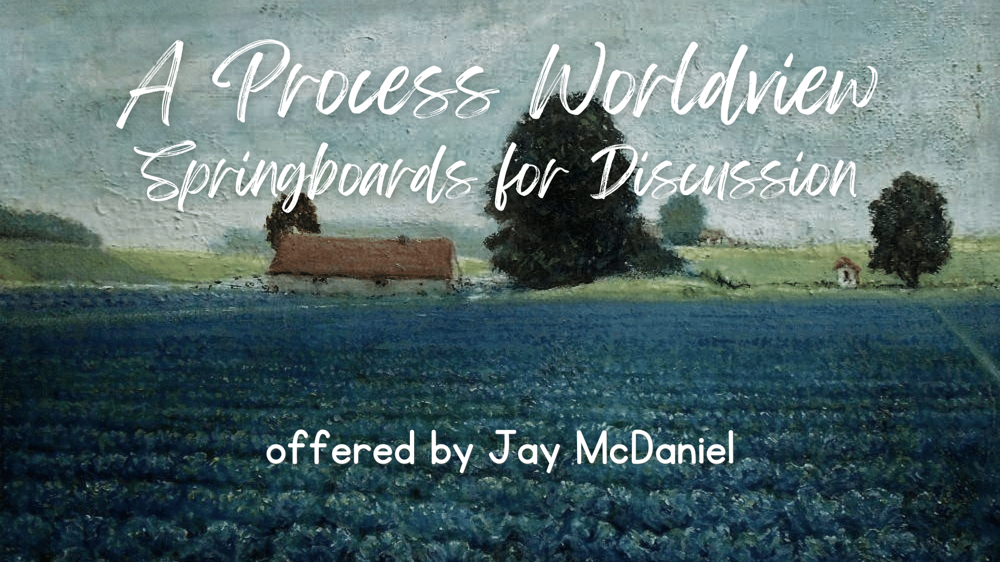 A Process Worldview
Springboards for Discussion
offered by Jay McDaniel